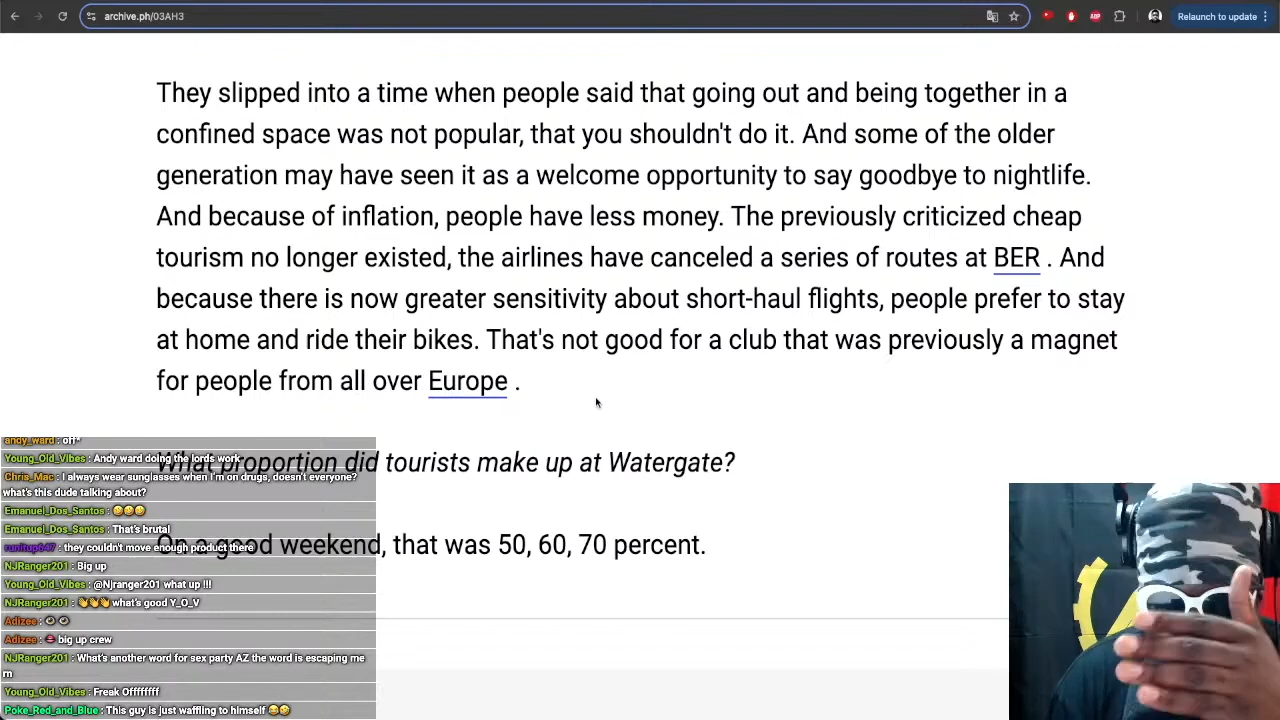 archive.ph/03AH3
Relaunch to update
They slipped into a time when people said that going out and being together in a
confined space was not popular, that you shouldn't do it. And some of the older
generation may have seen it as a welcome opportunity to say goodbye to nightlife.
And because of inflation, people have less money. The previously criticized cheap
tourism no longer existed, the airlines have canceled a series of routes at BER . And
because there is now greater sensitivity about short-haul flights, people prefer to stay
at home and ride their bikes. That's not good for a club that was previously a magnet
for people from all over Europe .
What proportion did tourists make up at Watergate?
On a good weekend, that was 50, 60, 70 percent.
andy_ward : off*
Young_Old_Vibes : Andy ward doing the lords work
Chris_Mac : I always wear sunglasses when I'm on drugs, doesn't everyone?
what's this dude talking about?
Emanuel_Dos_Santos : 🤣🤣🤣
Emanuel_Dos_Santos : That's brutal
runitup647 : they couldn't move enough product there
NJRanger201 : Big up
Young_Old_Vibes : @Njranger201 what up !!!
NJRanger201 : 👏👏👏 what's good Y_O_V
Adizee : 👁 👁
Adizee : 👄 big up crew
NJRanger201 : What's another word for sex party AZ the word is escaping me
m
Young_Old_Vibes : Freak Offfffffff
Poke_Red_and_Blue : This guy is just waffling to himself 😂🤣